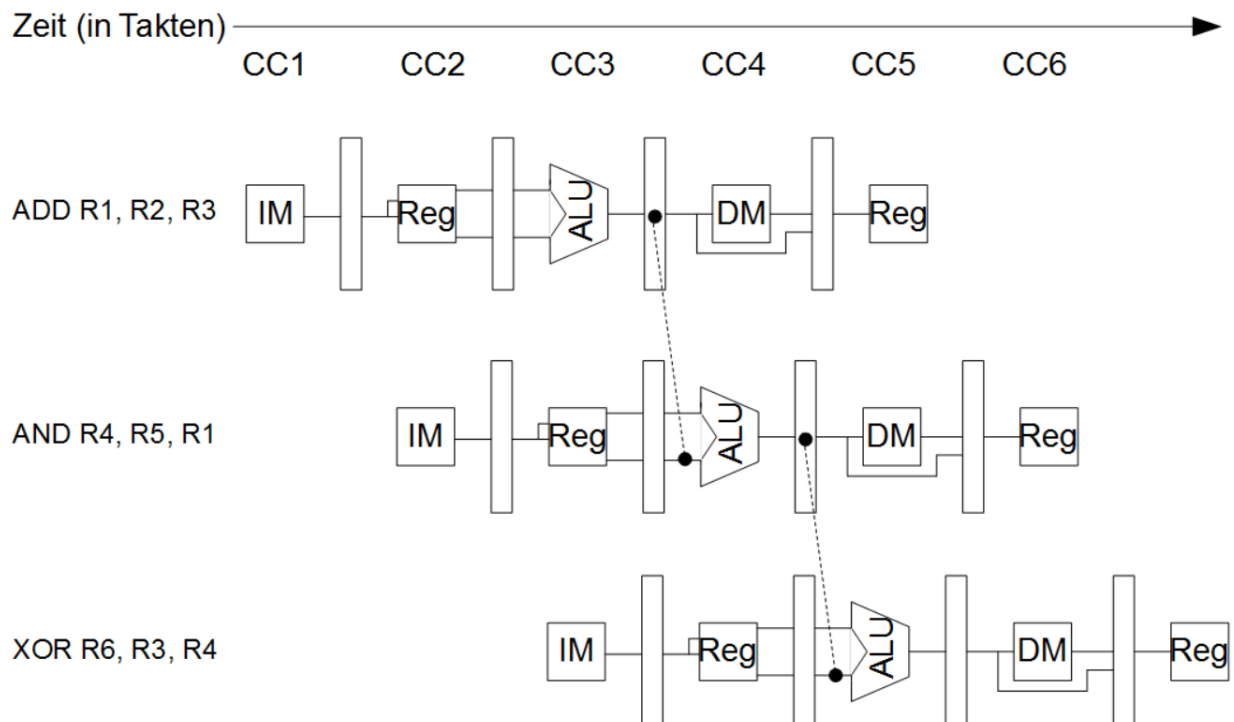 Zeit (in Takten)
CC1 CC2 CC3 CC4 CC5 CC6
ADD R1, R2, R3 IM Reg ALU DM Reg
AND R4, R5, R1 IM Reg ALU DM Reg
XOR R6, R3, R4 IM Reg ALU DM Reg